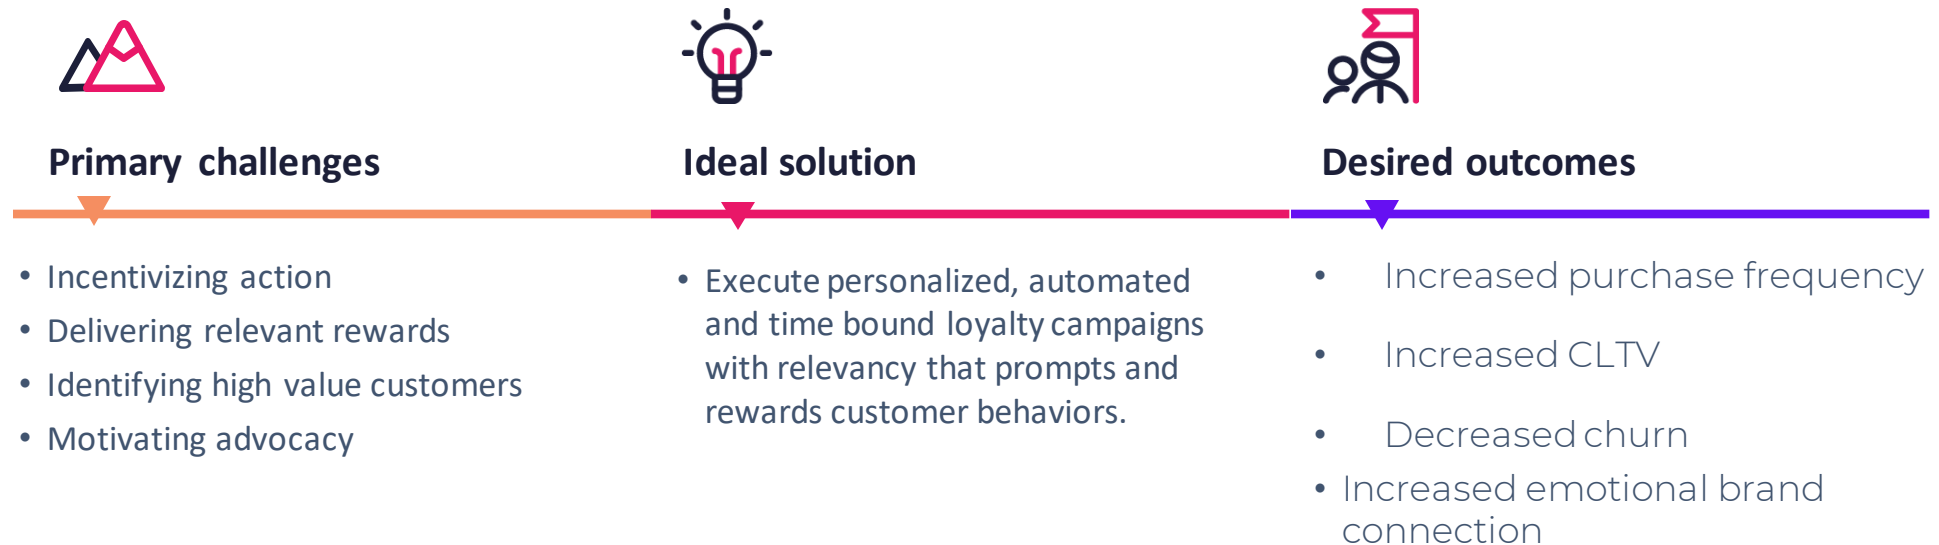 Primary challenges
• Incentivizing action
• Delivering relevant rewards
• Identifying high value customers
• Motivating advocacy
Ideal solution
• Execute personalized, automated
and time bound loyalty campaigns
with relevancy that prompts and
rewards customer behaviors.
Desired outcomes
• Increased purchase frequency
• Increased CLTV
• Decreased churn
• Increased emotional brand
connection